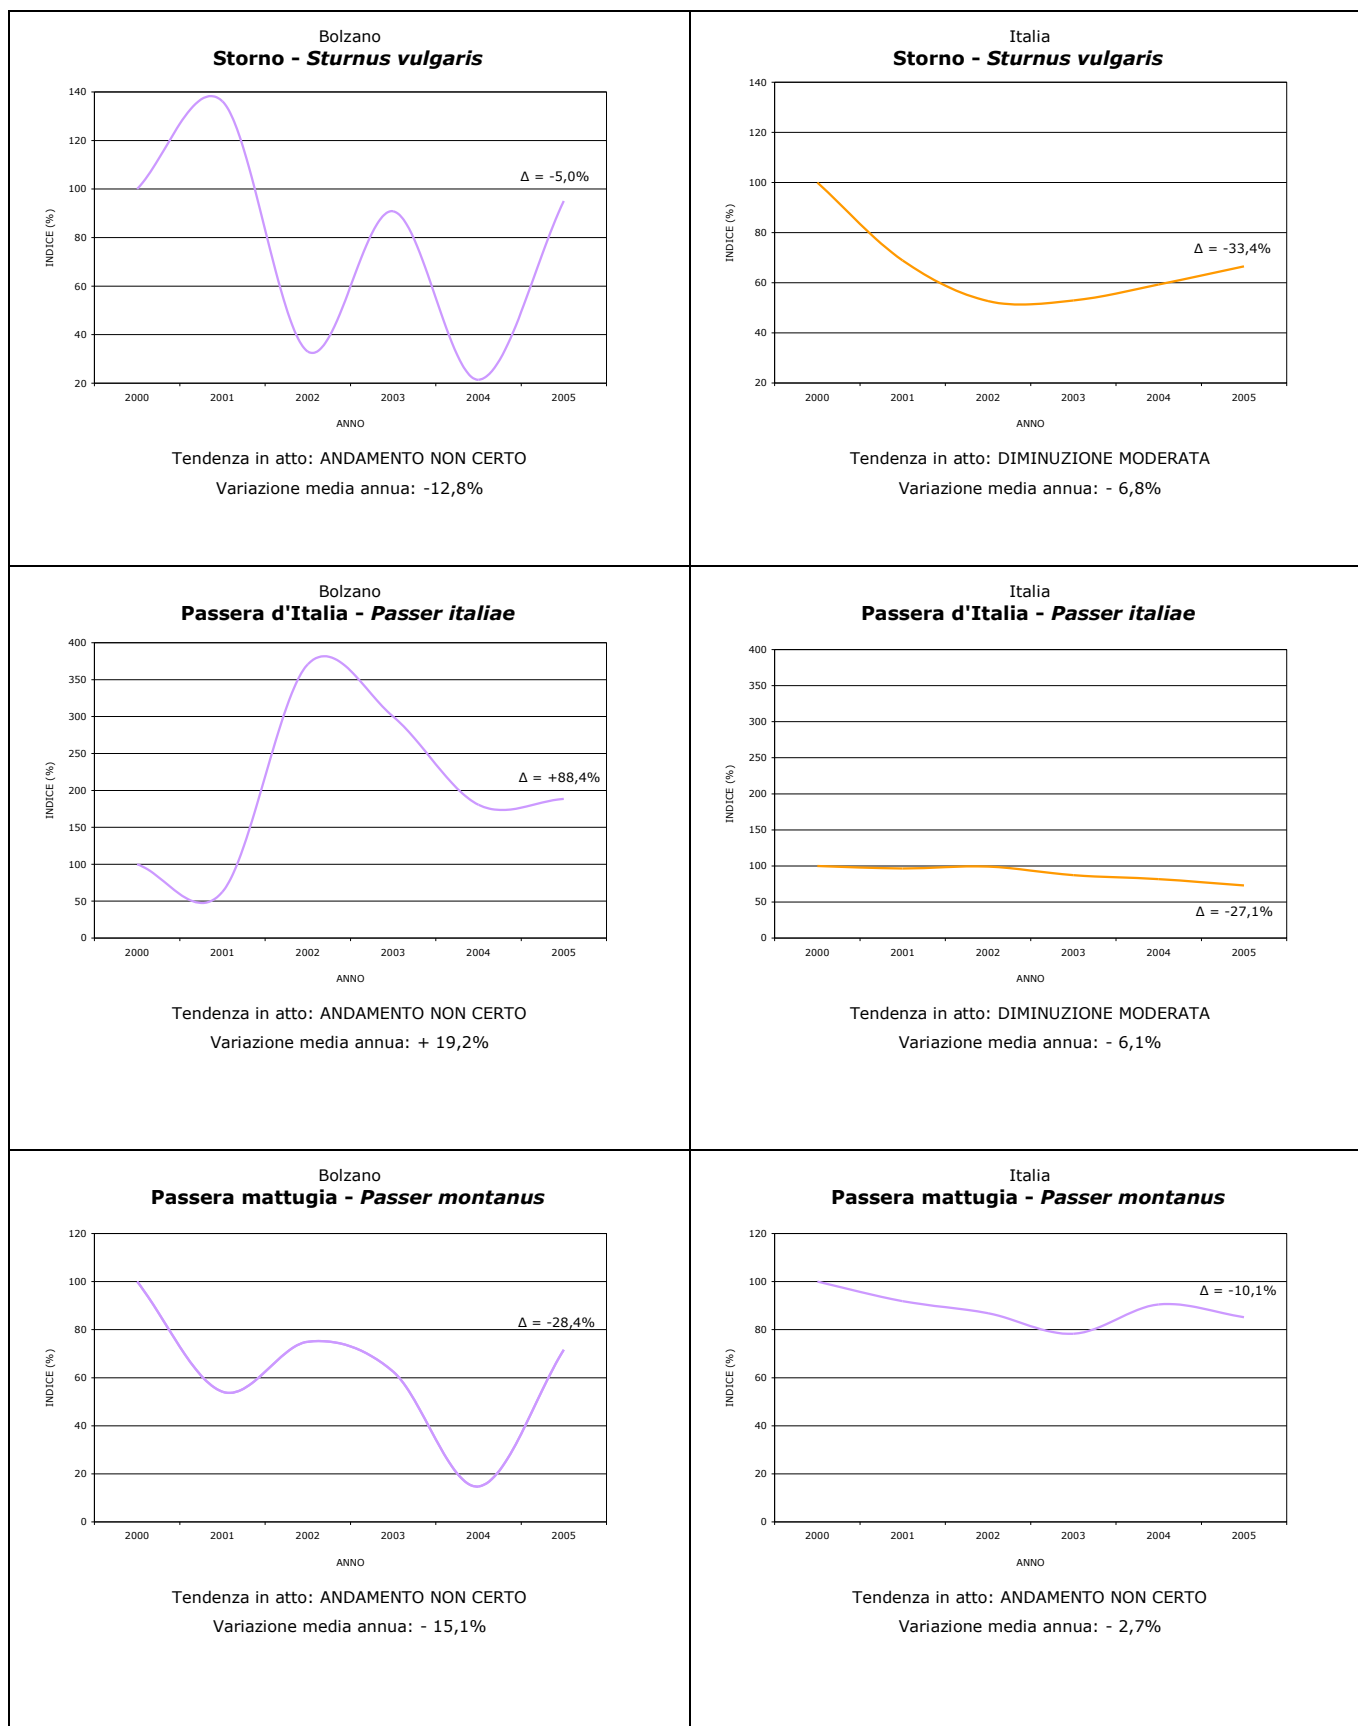 Bolzano
Storno - Sturnus vulgaris
140
120
100
80
60
40
20
INDICE (%)
Δ = -5,0%
2000 2001 2002 2003 2004 2005
ANNO
Tendenza in atto: ANDAMENTO NON CERTO
Variazione media annua: -12,8%
Italia
Storno - Sturnus vulgaris
140
120
100
80
60
40
20
INDICE (%)
Δ = -33,4%
2000 2001 2002 2003 2004 2005
ANNO
Tendenza in atto: DIMINUZIONE MODERATA
Variazione media annua: - 6,8%
Bolzano
Passera d'Italia - Passer italiae
400
350
300
250
200
150
100
50
0
INDICE (%)
Δ = +88,4%
2000 2001 2002 2003 2004 2005
ANNO
Tendenza in atto: ANDAMENTO NON CERTO
Variazione media annua: + 19,2%
Italia
Passera d'Italia - Passer italiae
400
350
300
250
200
150
100
50
0
INDICE (%)
Δ = -27,1%
2000 2001 2002 2003 2004 2005
ANNO
Tendenza in atto: DIMINUZIONE MODERATA
Variazione media annua: - 6,1%
Bolzano
Passera mattugia - Passer montanus
120
100
80
60
40
20
0
INDICE (%)
Δ = -28,4%
2000 2001 2002 2003 2004 2005
ANNO
Tendenza in atto: ANDAMENTO NON CERTO
Variazione media annua: - 15,1%
Italia
Passera mattugia - Passer montanus
120
100
80
60
40
20
0
INDICE (%)
Δ = -10,1%
2000 2001 2002 2003 2004 2005
ANNO
Tendenza in atto: ANDAMENTO NON CERTO
Variazione media annua: - 2,7%